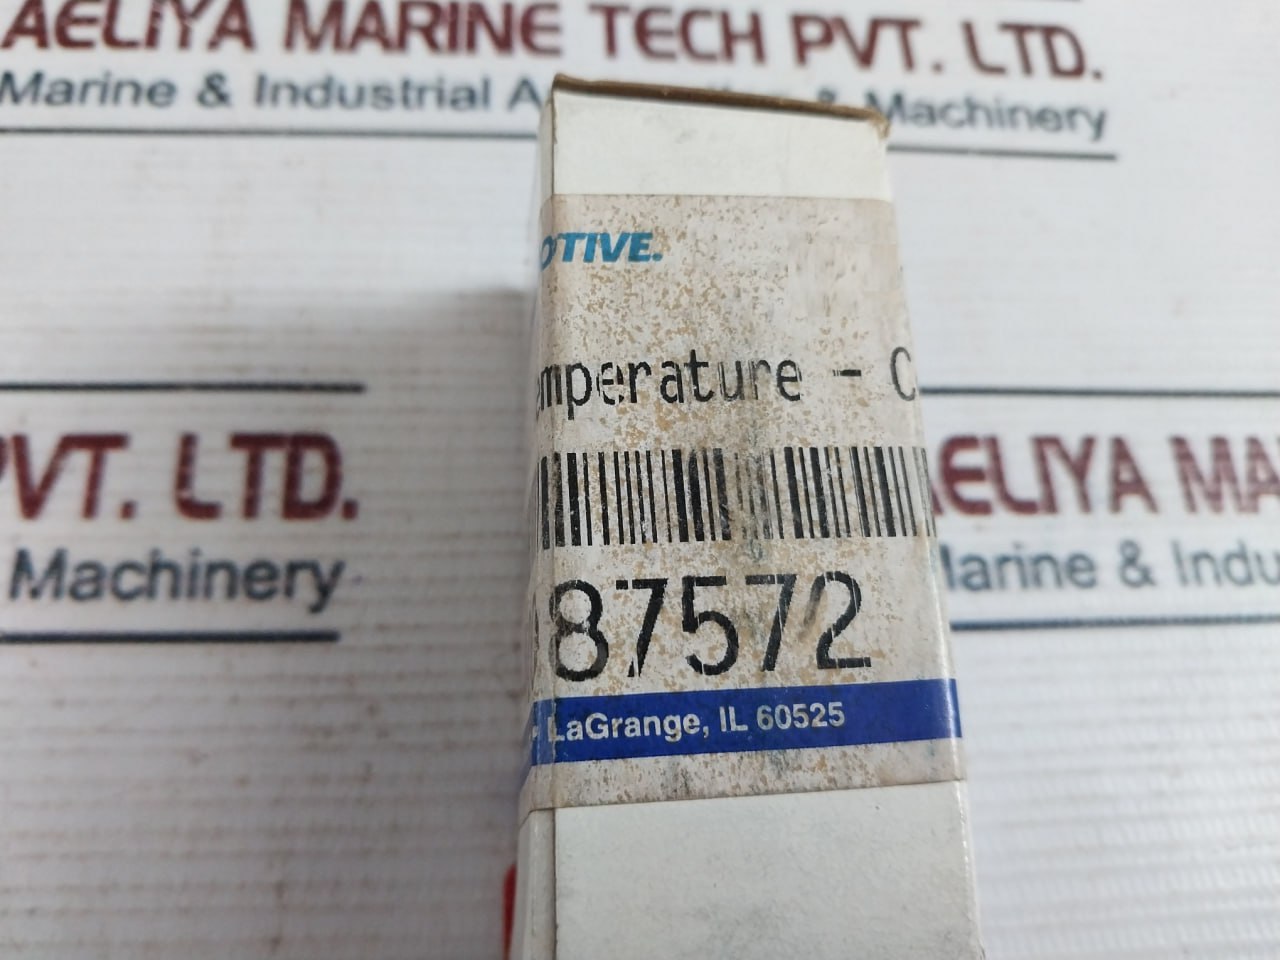 AELIYA MARINE TECH PVT. LTD.
Marine & Industrial A & Machinery
OTIVE.
mperature - C
87572
LaGrange, IL 60525
PVT. LTD.
Machinery
AELIYA MA
Marine & Indu